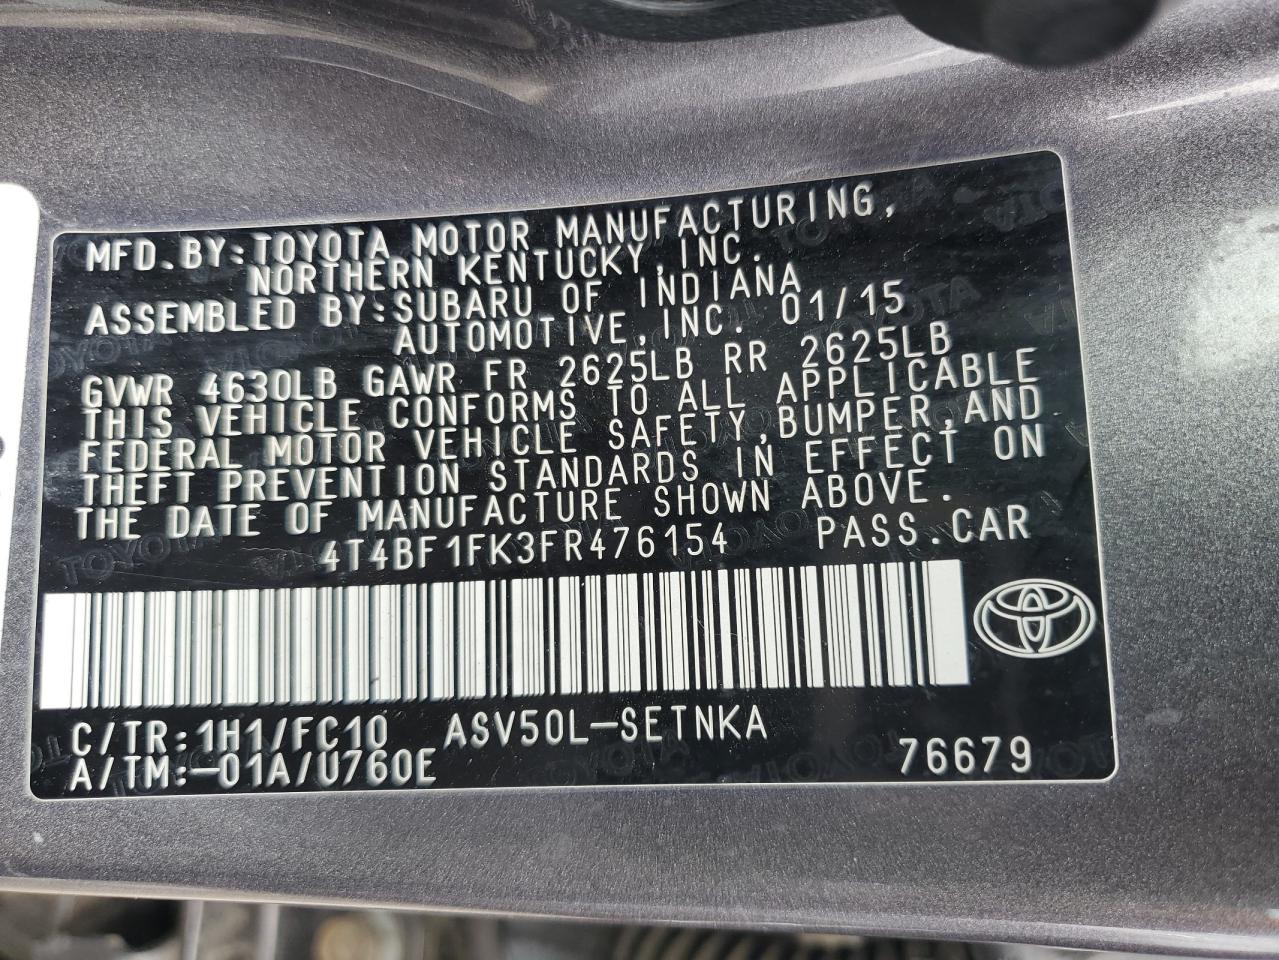 MFD.BY:TOYOTA MOTOR MANUFACTURING,
NORTHERN KENTUCKY,INC.
ASSEMBLED BY:SUBARU OF INDIANA
AUTOMOTIVE,INC. 01/15
GVWR 4630LB GAWR FR 2625LB RR 2625LB
THIS VEHICLE CONFORMS TO ALL APPLICABLE
FEDERAL MOTOR VEHICLE SAFETY,BUMPER,AND
THEFT PREVENTION STANDARDS IN EFFECT ON
THE DATE OF MANUFACTURE SHOWN ABOVE.
4T4BF1FK3FR476154 PASS.CAR
C/TR:1H1/FC10 ASV50L-SETNKA
A/TM:-01A/U760E 76679